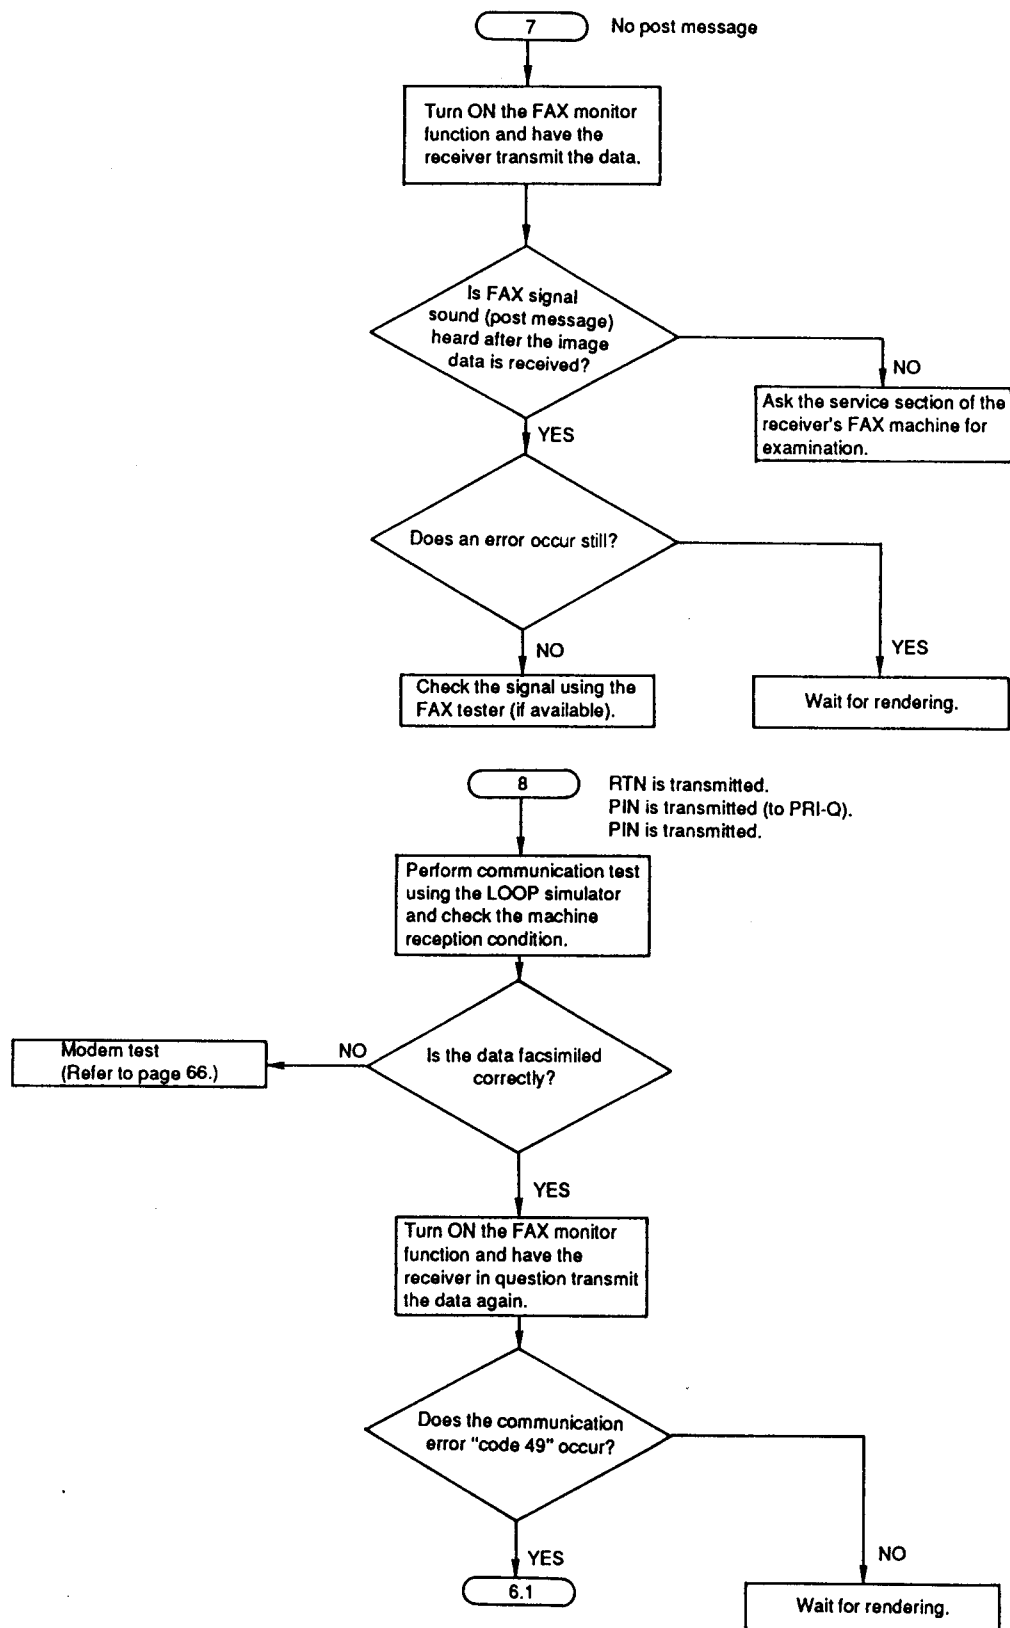 7
No post message
Turn ON the FAX monitor
function and have the
receiver transmit the data.
Is FAX signal
sound (post message)
heard after the image
data is received?
NO
Ask the service section of the
receiver's FAX machine for
examination.
YES
Does an error occur still?
NO
YES
Check the signal using the
FAX tester (if available).
Wait for rendering.
8
RTN is transmitted.
PIN is transmitted (to PRI-Q).
PIN is transmitted.
Perform communication test
using the LOOP simulator
and check the machine
reception condition.
Is the data facsimiled
correctly?
NO
Modem test
(Refer to page 66.)
YES
Turn ON the FAX monitor
function and have the
receiver in question transmit
the data again.
Does the communication
error "code 49" occur?
YES
NO
6.1
Wait for rendering.